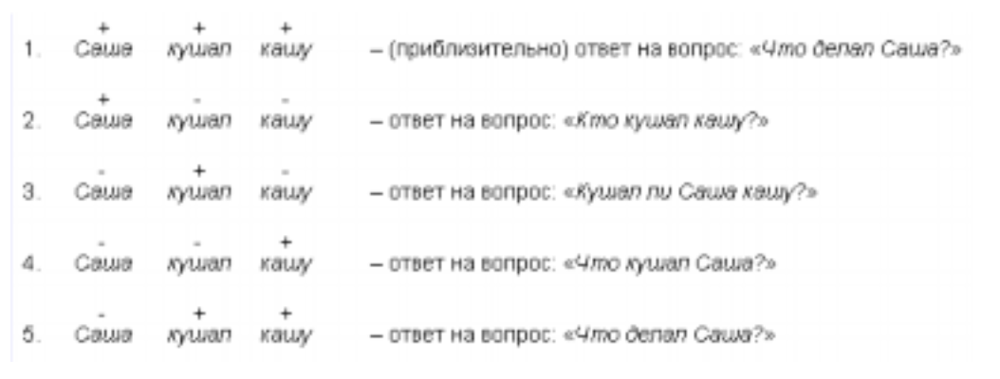 + + +
1. Саша кушал кашу – (приблизительно) ответ на вопрос: «Что делал Саша?»
+ - -
2. Саша кушал кашу – ответ на вопрос: «Кто кушал кашу?»
- + -
3. Саша кушал кашу – ответ на вопрос: «Кушал ли Саша кашу?»
- - +
4. Саша кушал кашу – ответ на вопрос: «Что кушал Саша?»
- + +
5. Саша кушал кашу – ответ на вопрос: «Что делал Саша?»